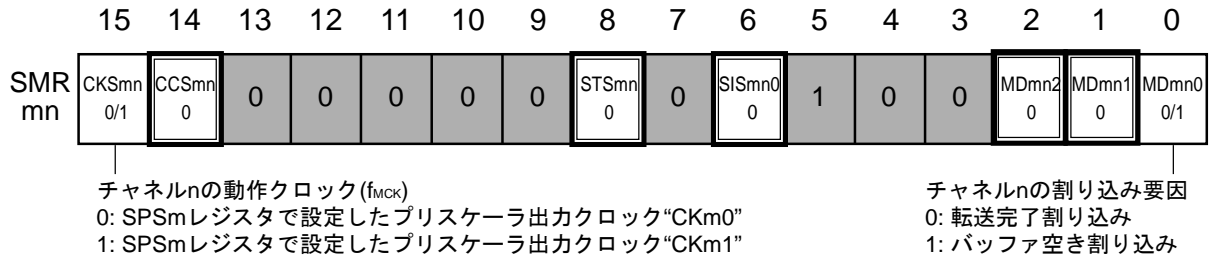 15 14 13 12 11 10 9 8 7 6 5 4 3 2 1 0
SMR
mn
CKSmn CCSmn 0 0 0 0 0 STSmn 0 SISmn0 1 0 0 MDmn2 MDmn1 MDmn0
0/1 0 0 0 0 0 0/1
チャネルnの動作クロック(fMCK)
0: SPSmレジスタで設定したプリスケーラ出力クロック“CKm0”
1: SPSmレジスタで設定したプリスケーラ出力クロック“CKm1”
チャネルnの割り込み要因
0: 転送完了割り込み
1: バッファ空き割り込み